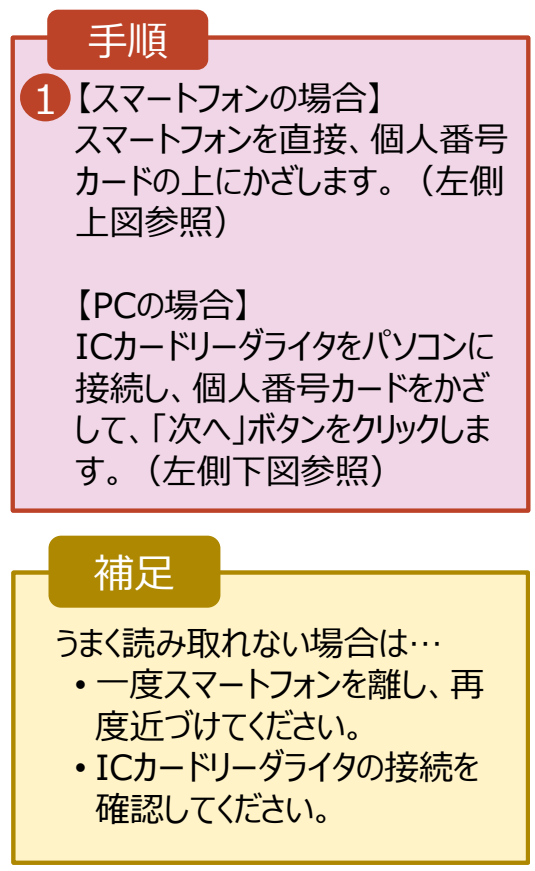 手順
1【スマートフォンの場合】
スマートフォンを直接、個人番号
カードの上にかざします。（左側
上図参照）
【PCの場合】
ICカードリーダライタをパソコンに
接続し、個人番号カードをかざ
して、「次へ」ボタンをクリックしま
す。（左側下図参照）
補足
うまく読み取れない場合は…
• 一度スマートフォンを離し、再
度近づけてください。
• ICカードリーダライタの接続を
確認してください。